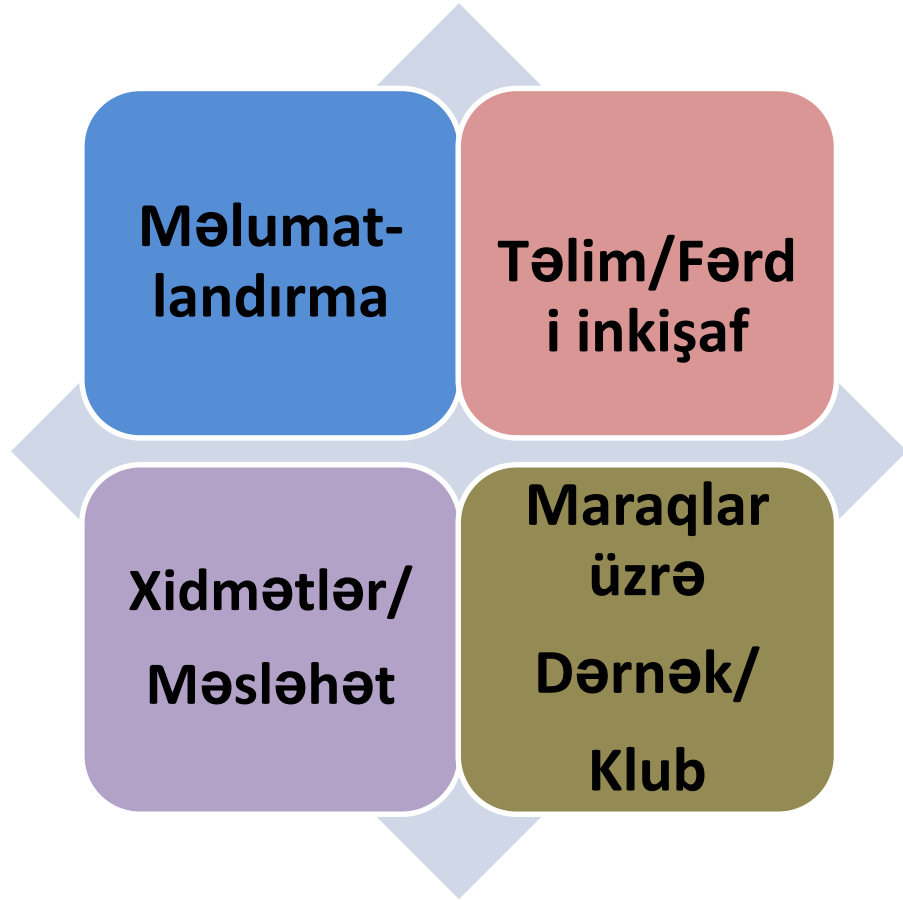 Məlumat-
landırma
Təlim/Fərd
i inkişaf
Xidmətlər/
Məsləhət
Maraqlar
üzrə
Dərnək/
Klub